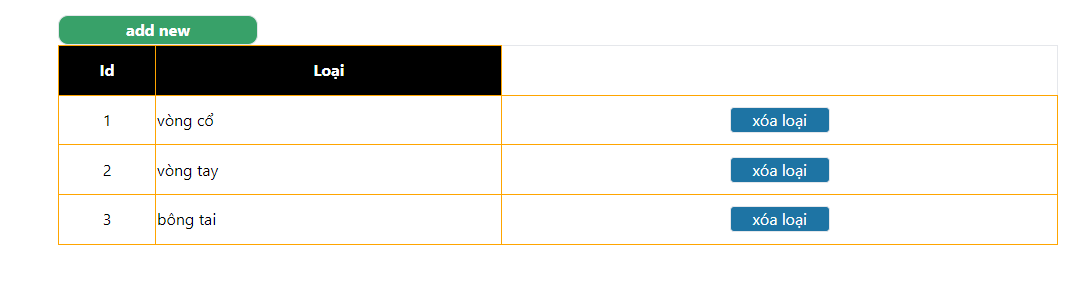 add new
Id Loại
1 vòng cổ xóa loại
2 vòng tay xóa loại
3 bông tai xóa loại